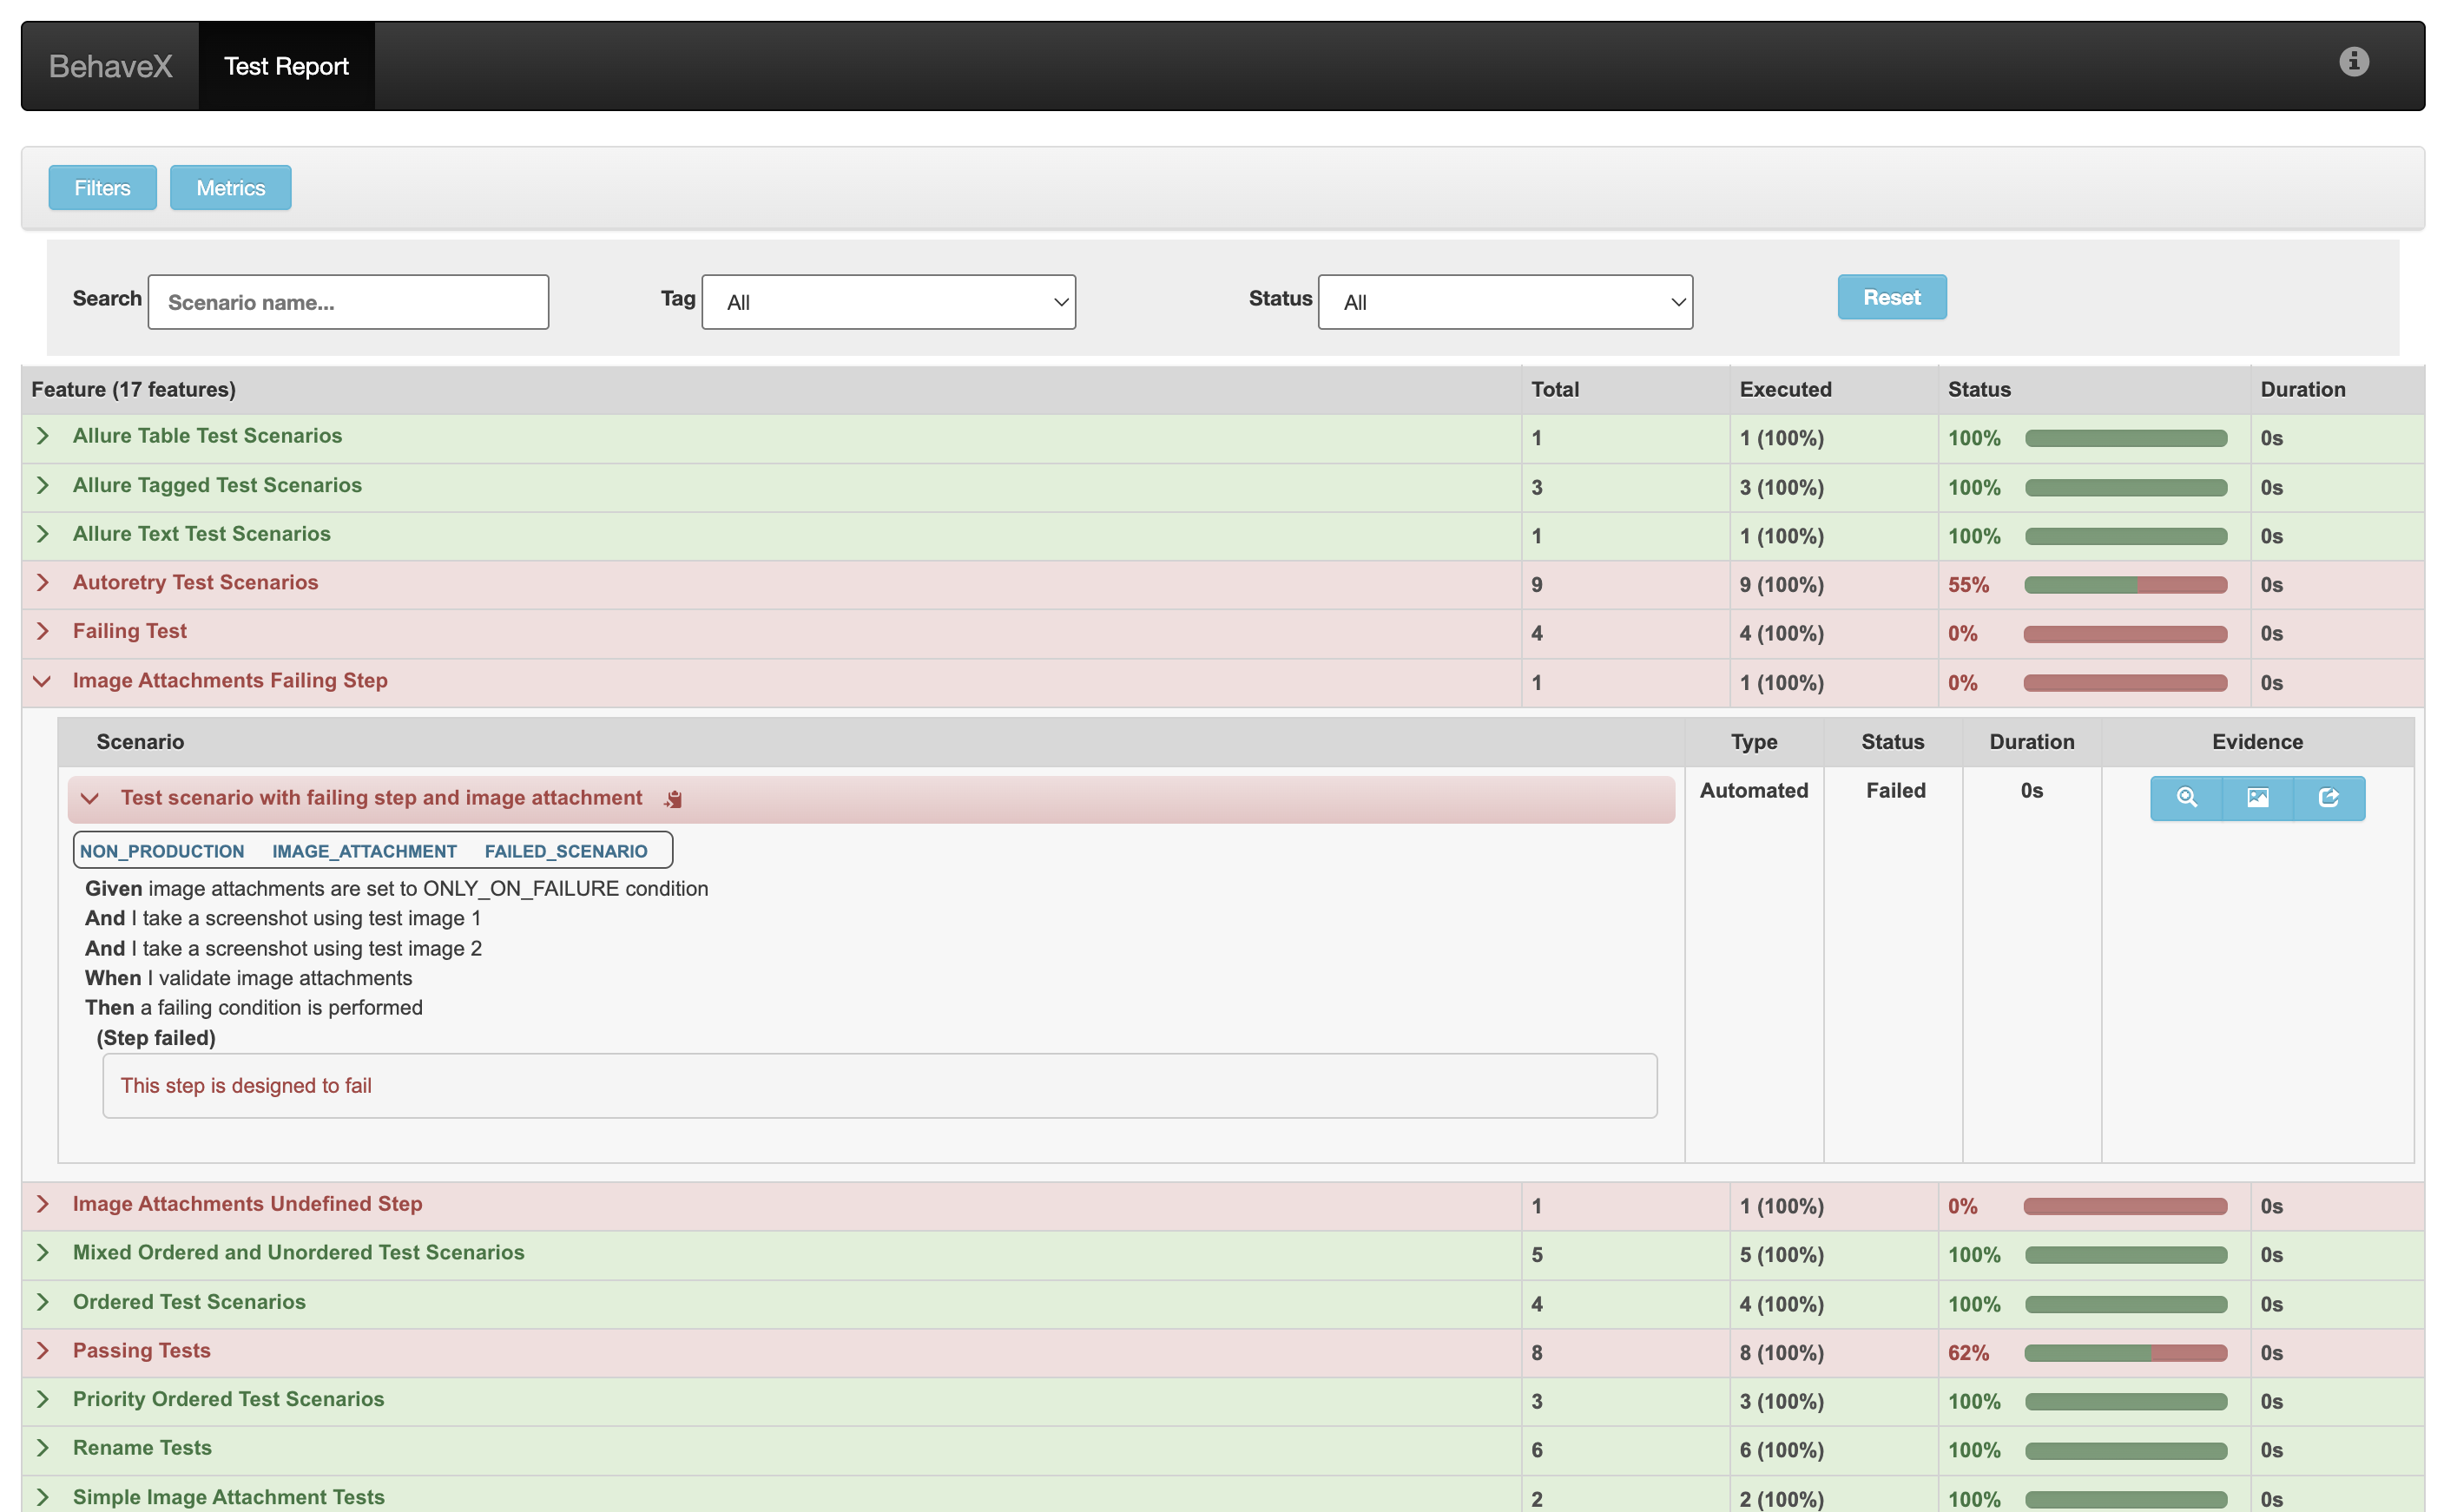 BehaveX Test Report
Filters Metrics
Search Scenario name... Tag All Status All Reset
Feature (17 features) Total Executed Status Duration
Allure Table Test Scenarios 1 1 (100%) 100% 0s
Allure Tagged Test Scenarios 3 3 (100%) 100% 0s
Allure Text Test Scenarios 1 1 (100%) 100% 0s
Autoretry Test Scenarios 9 9 (100%) 55% 0s
Failing Test 4 4 (100%) 0% 0s
Image Attachments Failing Step 1 1 (100%) 0% 0s
Scenario Type Status Duration Evidence
Test scenario with failing step and image attachment Automated Failed 0s
NON_PRODUCTION IMAGE_ATTACHMENT FAILED_SCENARIO
Given image attachments are set to ONLY_ON_FAILURE condition
And I take a screenshot using test image 1
And I take a screenshot using test image 2
When I validate image attachments
Then a failing condition is performed
(Step failed)
This step is designed to fail
Image Attachments Undefined Step 1 1 (100%) 0% 0s
Mixed Ordered and Unordered Test Scenarios 5 5 (100%) 100% 0s
Ordered Test Scenarios 4 4 (100%) 100% 0s
Passing Tests 8 8 (100%) 62% 0s
Priority Ordered Test Scenarios 3 3 (100%) 100% 0s
Rename Tests 6 6 (100%) 100% 0s
Simple Image Attachment Tests 2 2 (100%) 100% 0s